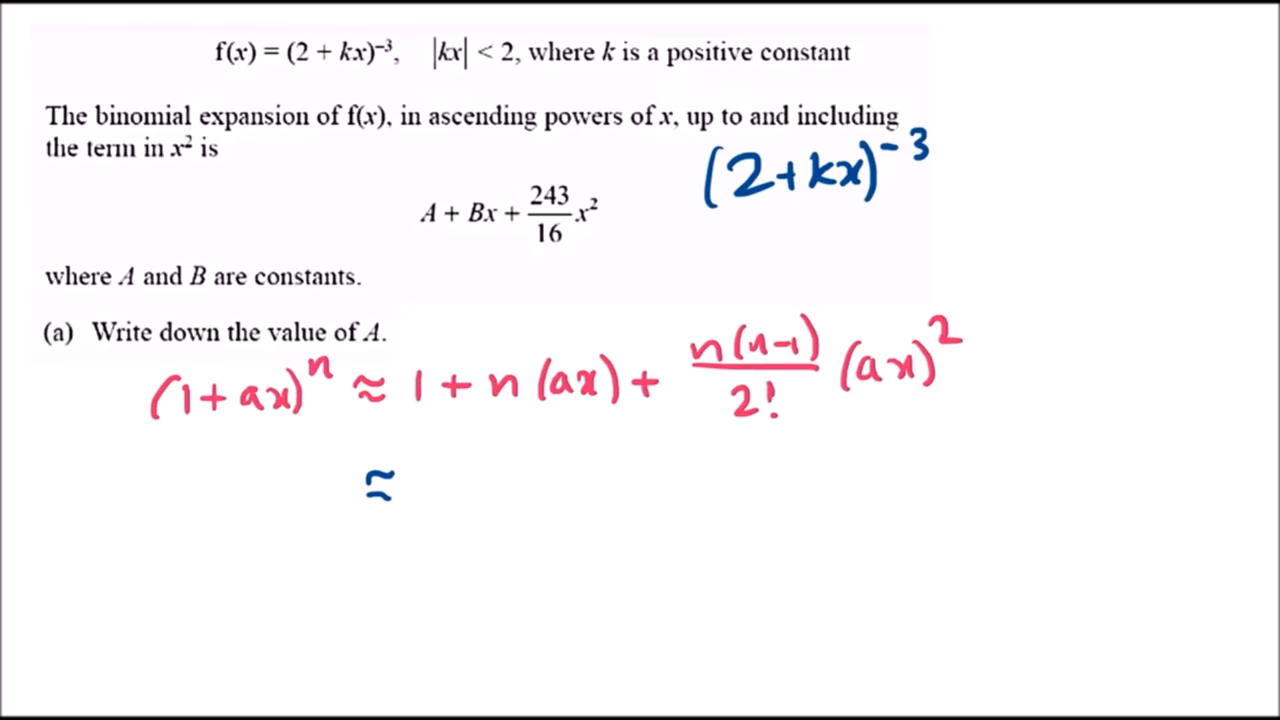 f(x) = (2 + kx)⁻³, |kx| < 2, where k is a positive constant
The binomial expansion of f(x), in ascending powers of x, up to and including
the term in x² is
(2+kx)⁻³
A + Bx + 243/16 x²
where A and B are constants.
(a) Write down the value of A.
(1+ax)ⁿ ≈ 1 + n(ax) + n(n-1)/2! (ax)²
≈